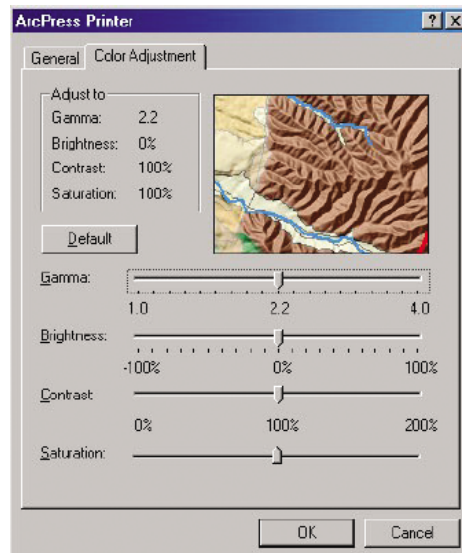 ArcPress Printer
General Color Adjustment
Adjust to
Gamma: 2.2
Brightness: 0%
Contrast: 100%
Saturation: 100%
Default
Gamma:
1.0 2.2 4.0
Brightness:
-100% 0% 100%
Contrast
0% 100% 200%
Saturation:
OK Cancel